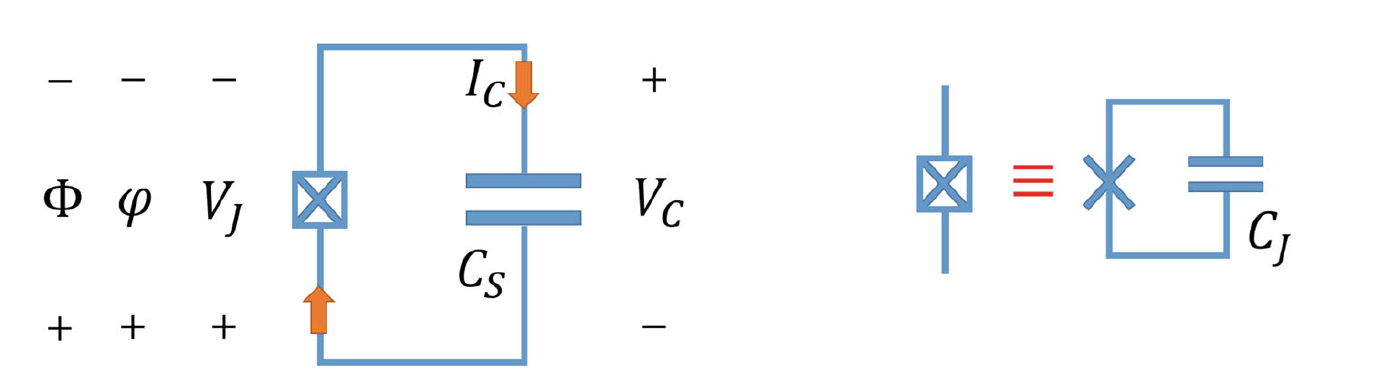 − − − I_C +
Φ φ V_J V_C ≡
C_S C_J
+ + + −